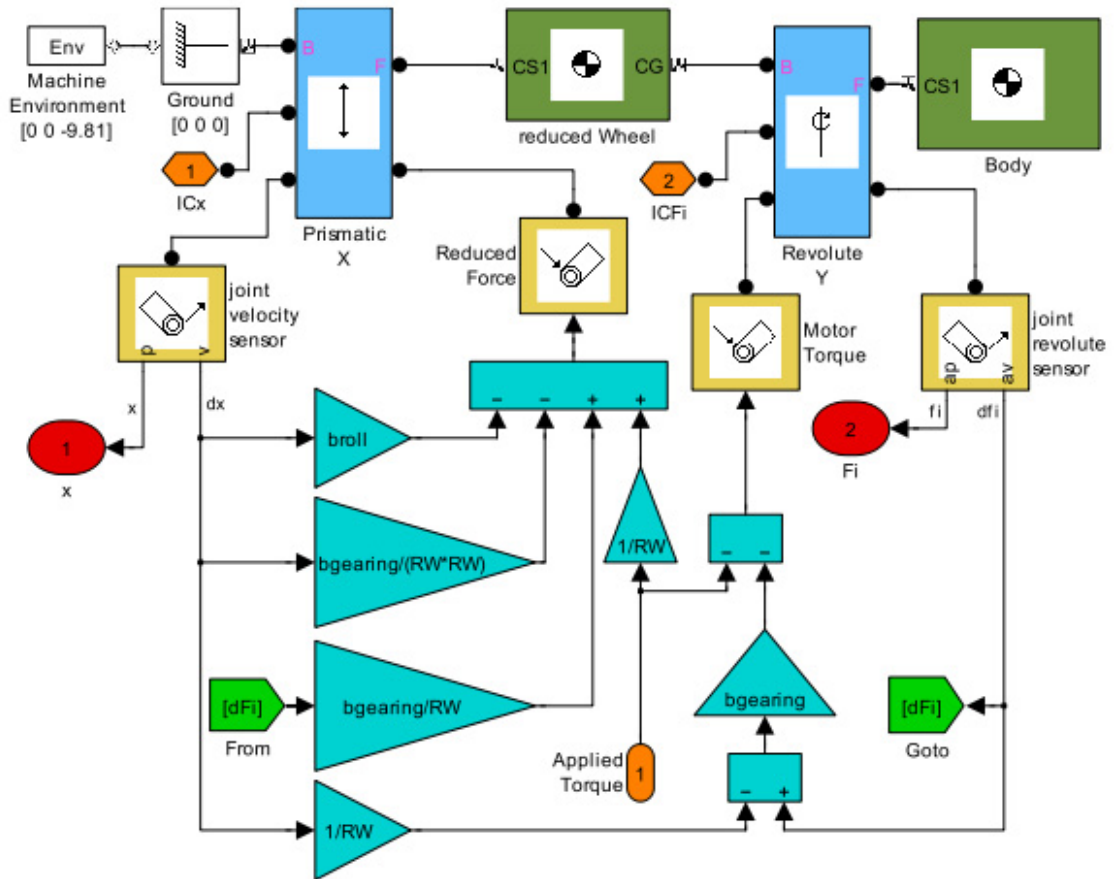 Env
Machine
Environment
[0 0 -9.81]
Ground
[0 0 0]
B
F
1
ICx
Prismatic
X
CS1
CG
reduced Wheel
2
ICFi
B
F
Revolute
Y
CS1
Body
joint
velocity
sensor
p
v
x
dx
1
x
Reduced
Force
Motor
Torque
joint
revolute
sensor
ap
av
fi
dfi
2
Fi
- - + +
broll
bgearing/(RW*RW)
1/RW
- -
[dFi]
From
bgearing/RW
bgearing
[dFi]
Goto
Applied
Torque
1
- +
1/RW